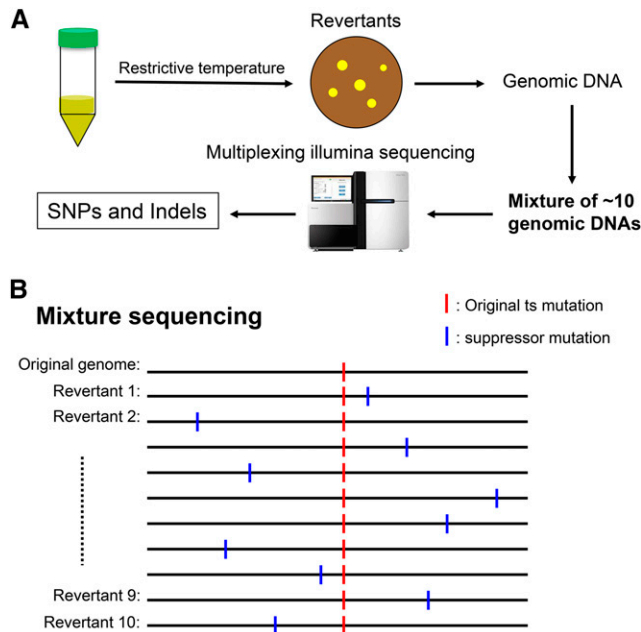 A
Revertants
Restrictive temperature
Genomic DNA
Multiplexing illumina sequencing
SNPs and Indels
Mixture of ~10
genomic DNAs
B
Mixture sequencing
: Original ts mutation
: suppressor mutation
Original genome:
Revertant 1:
Revertant 2:
Revertant 9:
Revertant 10: